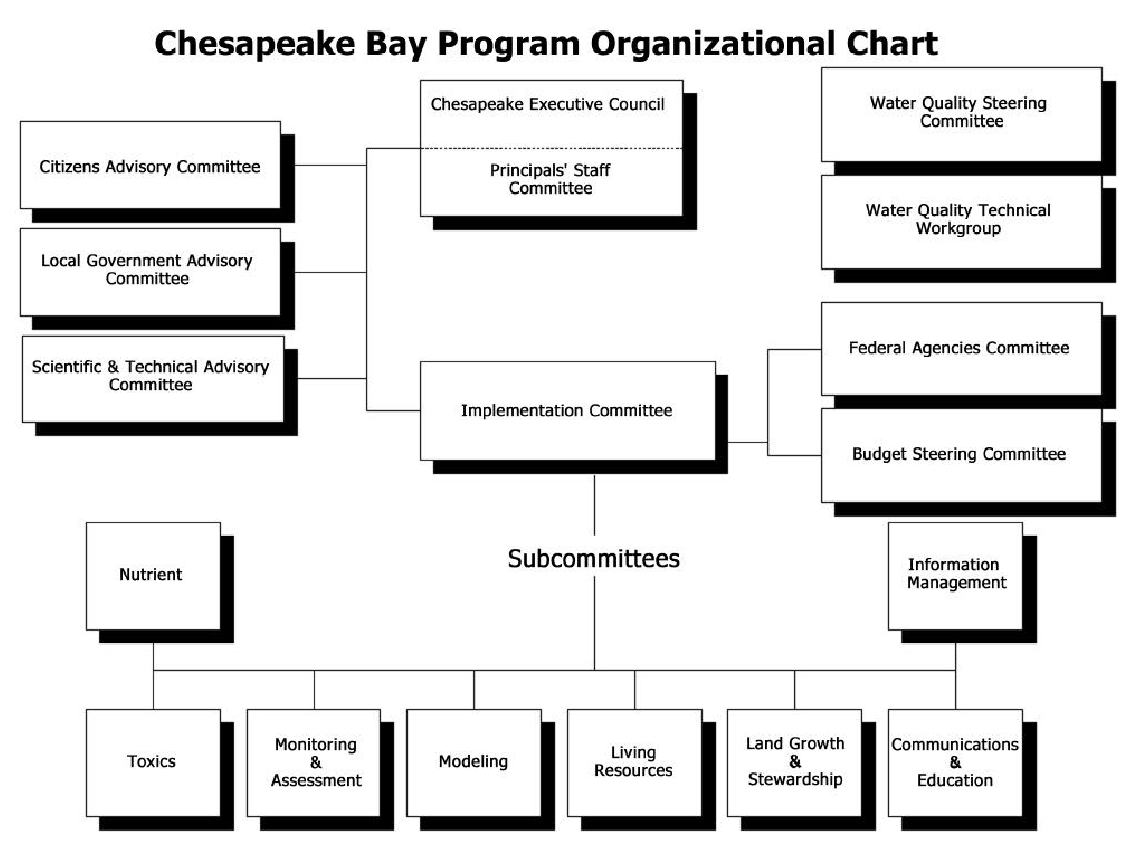 Chesapeake Bay Program Organizational Chart
Chesapeake Executive Council
Principals' Staff
Committee
Water Quality Steering
Committee
Water Quality Technical
Workgroup
Citizens Advisory Committee
Local Government Advisory
Committee
Scientific & Technical Advisory
Committee
Implementation Committee
Federal Agencies Committee
Budget Steering Committee
Subcommittees
Nutrient
Information
Management
Toxics
Monitoring
&
Assessment
Modeling
Living
Resources
Land Growth
&
Stewardship
Communications
&
Education